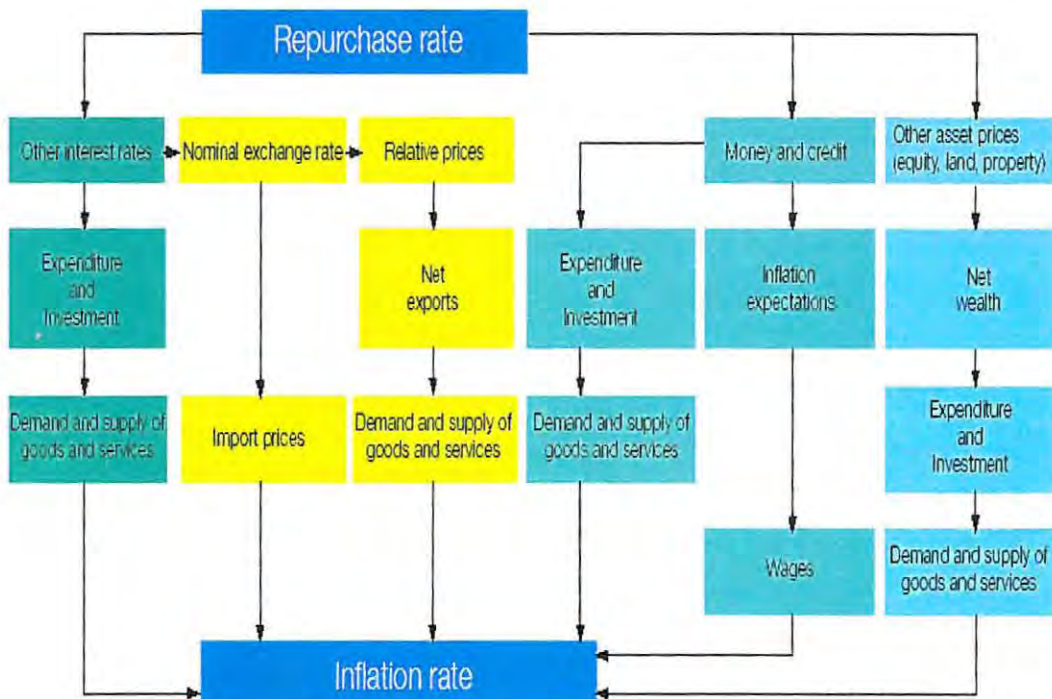 Repurchase rate
Other interest rates
Nominal exchange rate
Relative prices
Money and credit
Other asset prices
(equity, land, property)
Expenditure
and
Investment
Net
exports
Expenditure
and
Investment
Inflation
expectations
Net
wealth
Demand and supply of
goods and services
Import prices
Demand and supply of
goods and services
Demand and supply of
goods and services
Expenditure
and
Investment
Wages
Demand and supply of
goods and services
Inflation rate